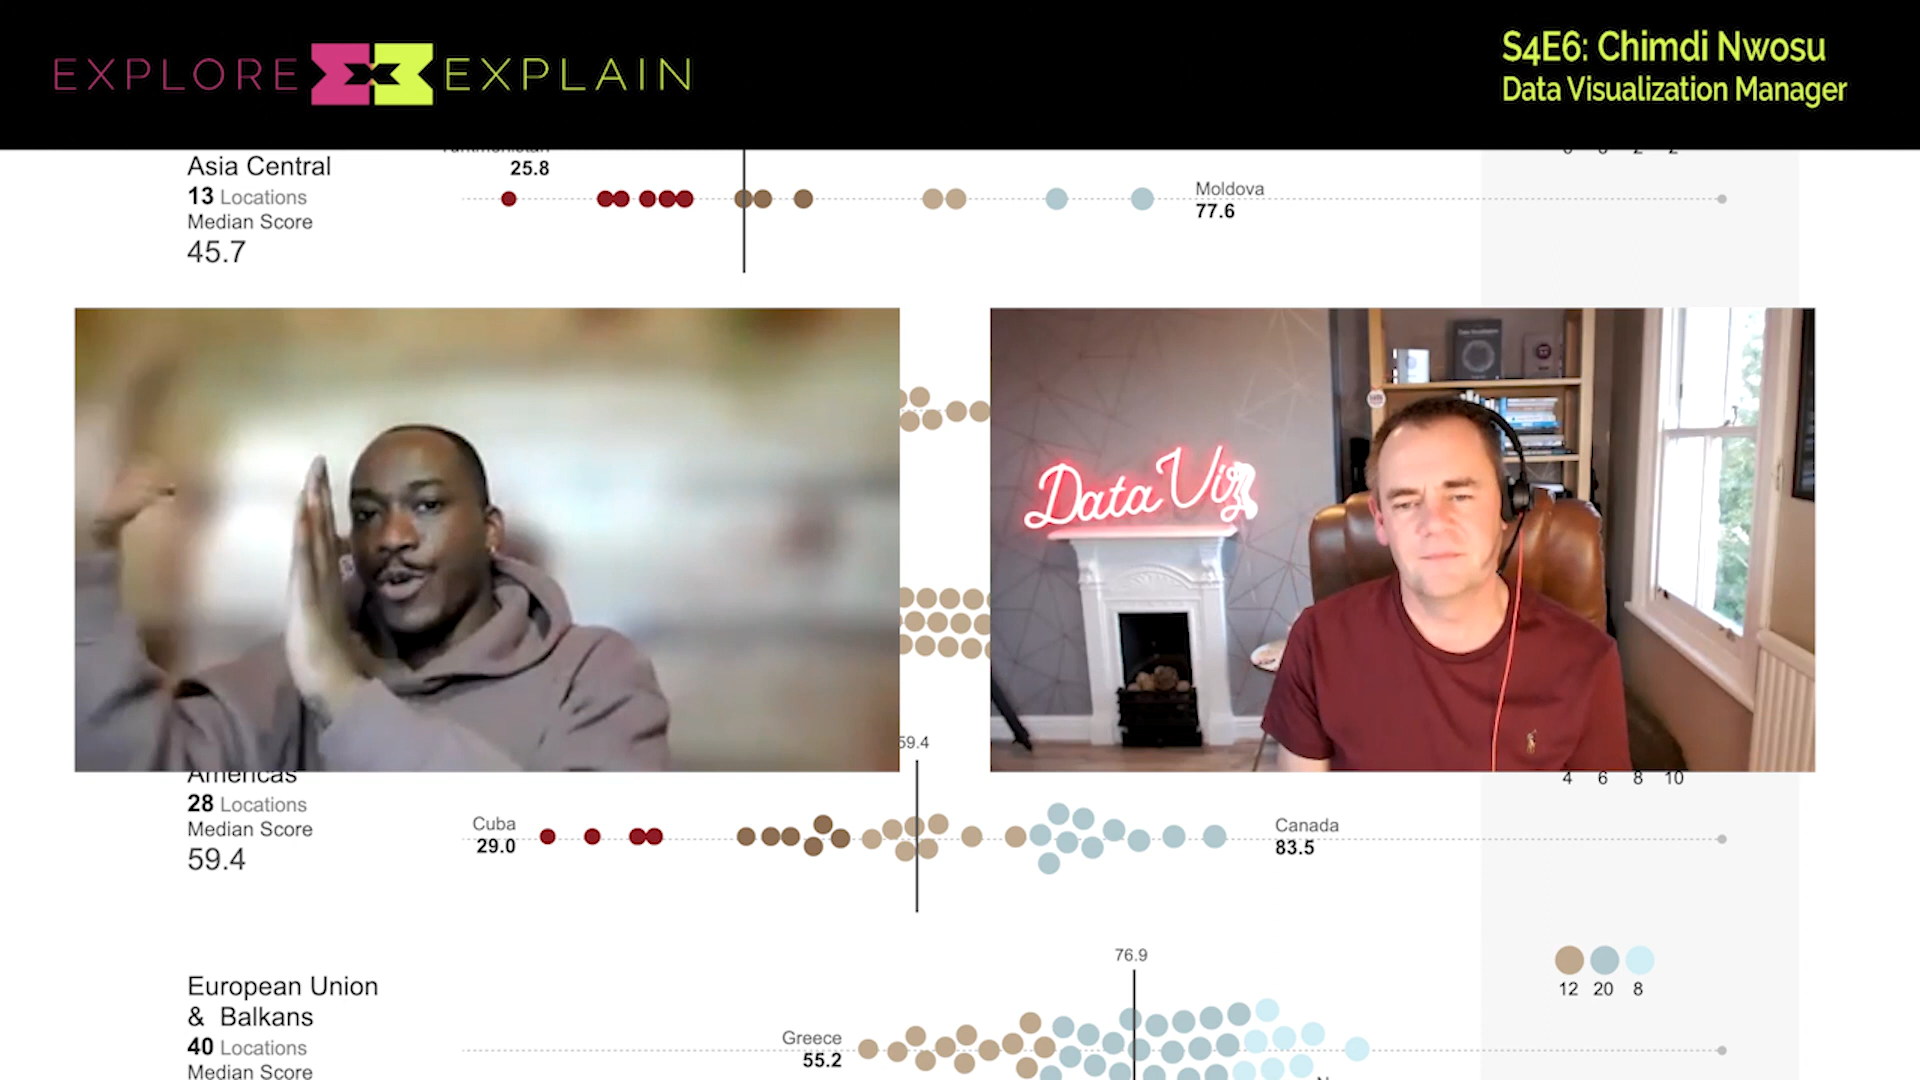 EXPLORE EXPLAIN
S4E6: Chimdi Nwosu
Data Visualization Manager
Asia Central
13 Locations
Median Score
45.7
25.8
Moldova
77.6
Data Viz
59.4
Americas
28 Locations
Median Score
59.4
Cuba
29.0
Canada
83.5
4 6 8 10
76.9
European Union
& Balkans
40 Locations
Median Score
Greece
55.2
12 20 8